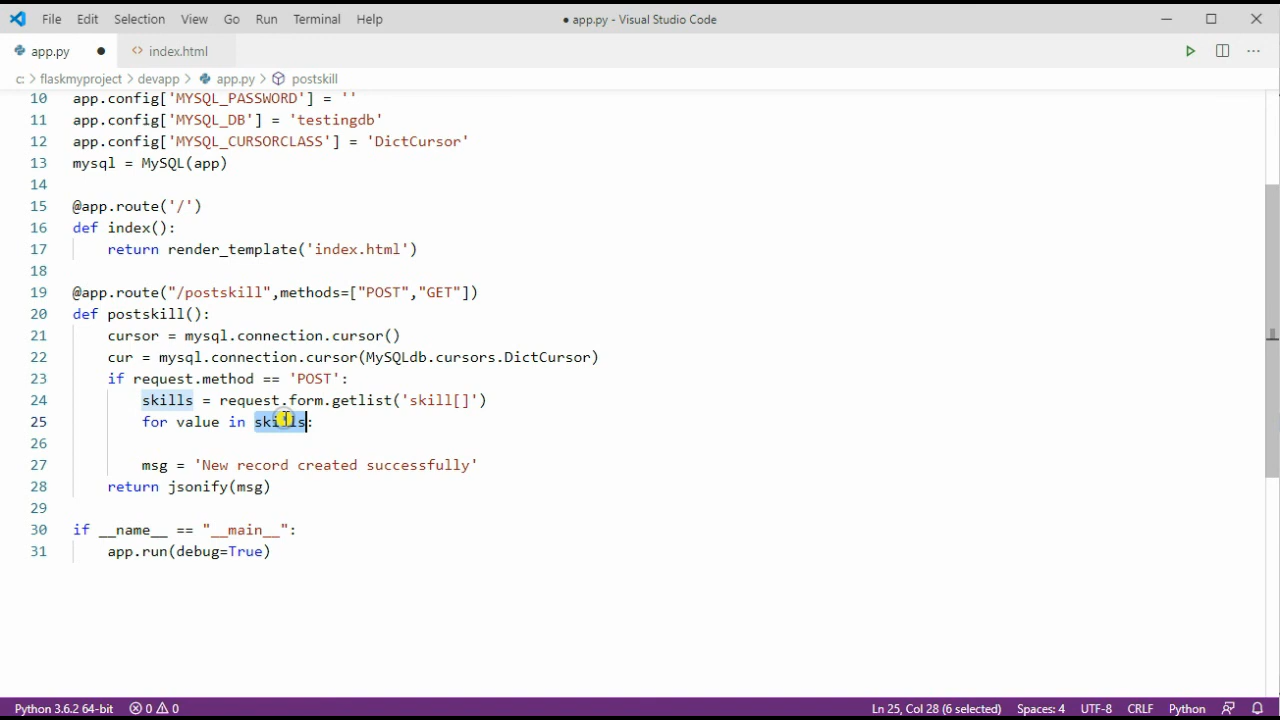 File Edit Selection View Go Run Terminal Help ● app.py - Visual Studio Code
app.py ● <> index.html
c: > flaskmyproject > devapp > app.py > postskill
10 app.config['MYSQL_PASSWORD'] = ''
11 app.config['MYSQL_DB'] = 'testingdb'
12 app.config['MYSQL_CURSORCLASS'] = 'DictCursor'
13 mysql = MySQL(app)
14
15 @app.route('/')
16 def index():
17     return render_template('index.html')
18
19 @app.route("/postskill",methods=["POST","GET"])
20 def postskill():
21     cursor = mysql.connection.cursor()
22     cur = mysql.connection.cursor(MySQLdb.cursors.DictCursor)
23     if request.method == 'POST':
24         skills = request.form.getlist('skill[]')
25         for value in skills:
26
27         msg = 'New record created successfully'
28     return jsonify(msg)
29
30 if __name__ == "__main__":
31     app.run(debug=True)
Python 3.6.2 64-bit 0 0 Ln 25, Col 28 (6 selected) Spaces: 4 UTF-8 CRLF Python